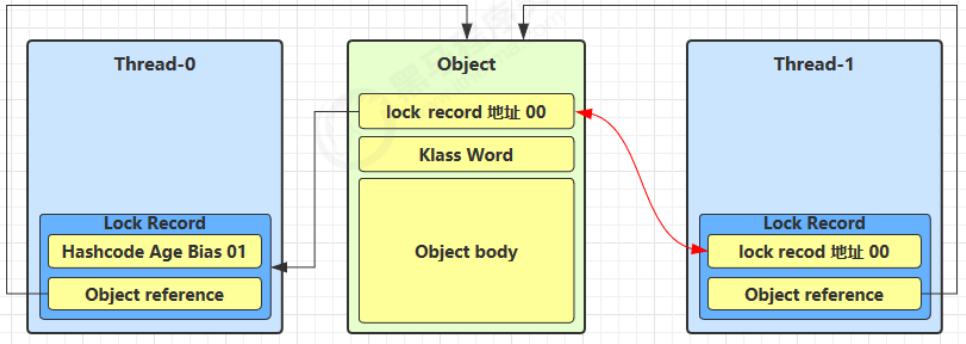 Thread-0
Lock Record
Hashcode Age Bias 01
Object reference
Object
lock record 地址 00
Klass Word
Object body
Thread-1
Lock Record
lock recod 地址 00
Object reference